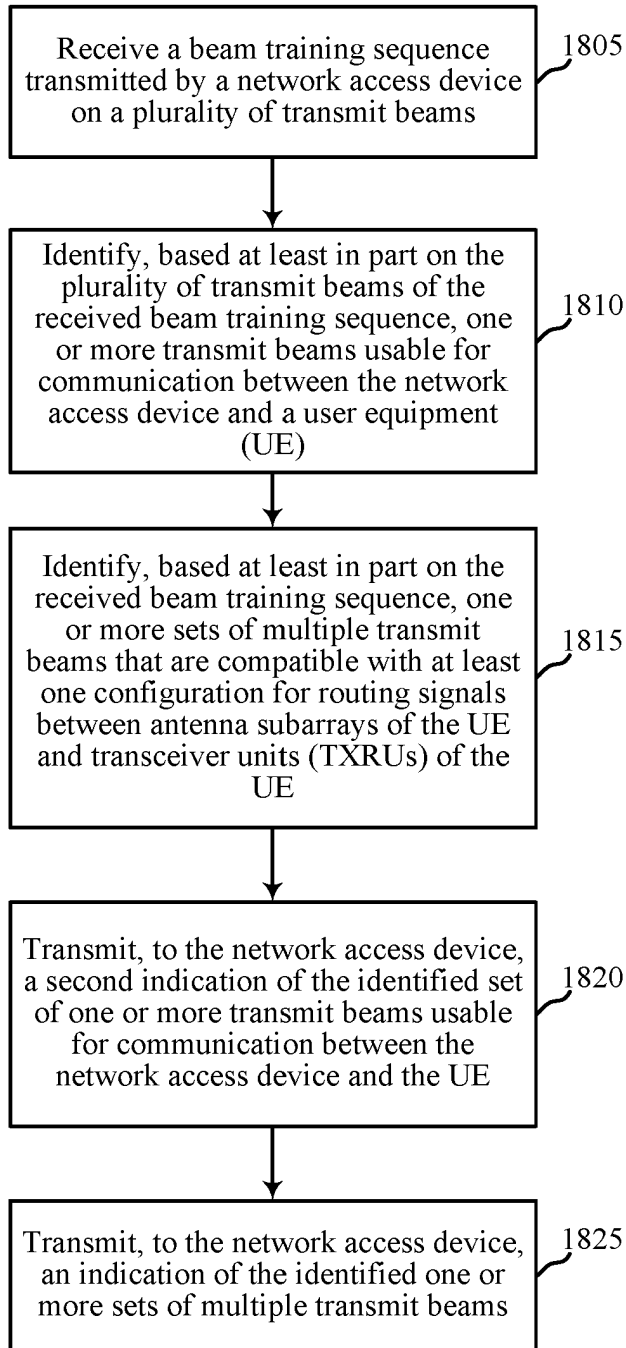 Receive a beam training sequence
transmitted by a network access device
on a plurality of transmit beams
1805
Identify, based at least in part on the
plurality of transmit beams of the
received beam training sequence, one
or more transmit beams usable for
communication between the network
access device and a user equipment
(UE)
1810
Identify, based at least in part on the
received beam training sequence, one
or more sets of multiple transmit
beams that are compatible with at least
one configuration for routing signals
between antenna subarrays of the UE
and transceiver units (TXRUs) of the
UE
1815
Transmit, to the network access device,
a second indication of the identified set
of one or more transmit beams usable
for communication between the
network access device and the UE
1820
Transmit, to the network access device,
an indication of the identified one or
more sets of multiple transmit beams
1825